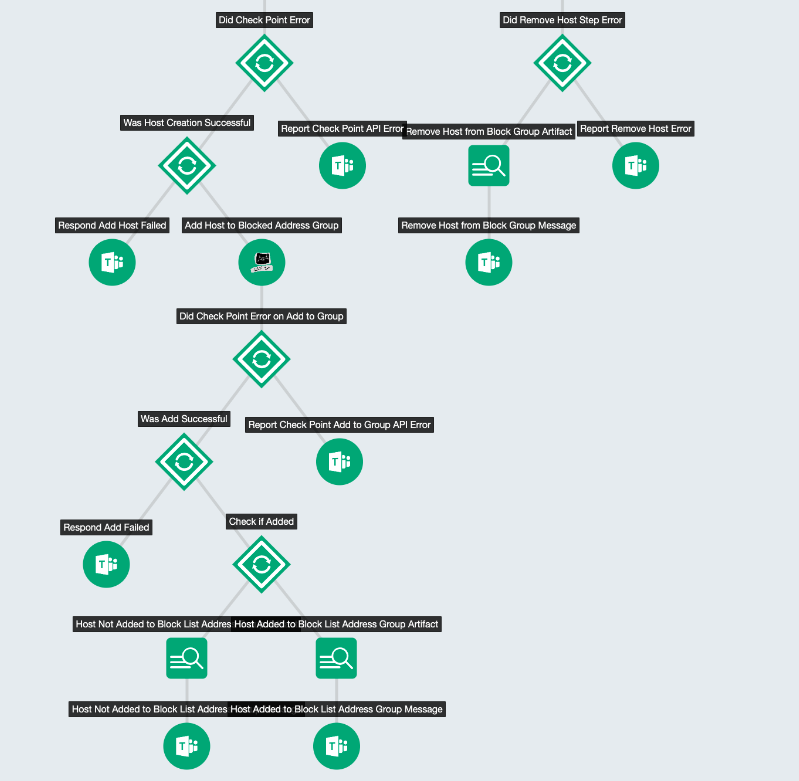 Did Check Point Error
Did Remove Host Step Error
Was Host Creation Successful
Report Check Point API Error
Remove Host from Block Group Artifact
Report Remove Host Error
Respond Add Host Failed
Add Host to Blocked Address Group
Remove Host from Block Group Message
Did Check Point Error on Add to Group
Was Add Successful
Report Check Point Add to Group API Error
Respond Add Failed
Check if Added
Host Not Added to Block List Addres
Host Added to Block List Address Group Artifact
Host Not Added to Block List Addres
Host Added to Block List Address Group Message